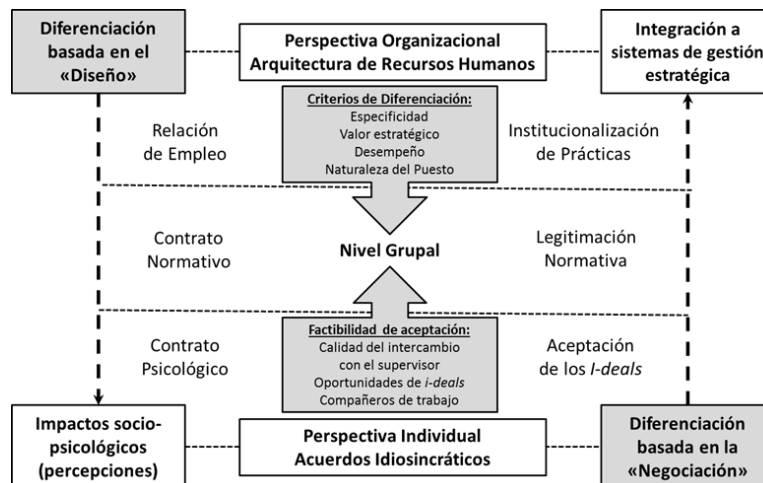 Diferenciación
basada en el
«Diseño»
Perspectiva Organizacional
Arquitectura de Recursos Humanos
Integración a
sistemas de gestión
estratégica
Criterios de Diferenciación:
Especificidad
Valor estratégico
Desempeño
Naturaleza del Puesto
Relación
de Empleo
Institucionalización
de Prácticas
Contrato
Normativo
Nivel Grupal
Legitimación
Normativa
Factibilidad de aceptación:
Calidad del intercambio
con el supervisor
Oportunidades de i-deals
Compañeros de trabajo
Contrato
Psicológico
Aceptación
de los I-deals
Impactos socio-
psicológicos
(percepciones)
Perspectiva Individual
Acuerdos Idiosincráticos
Diferenciación
basada en la
«Negociación»